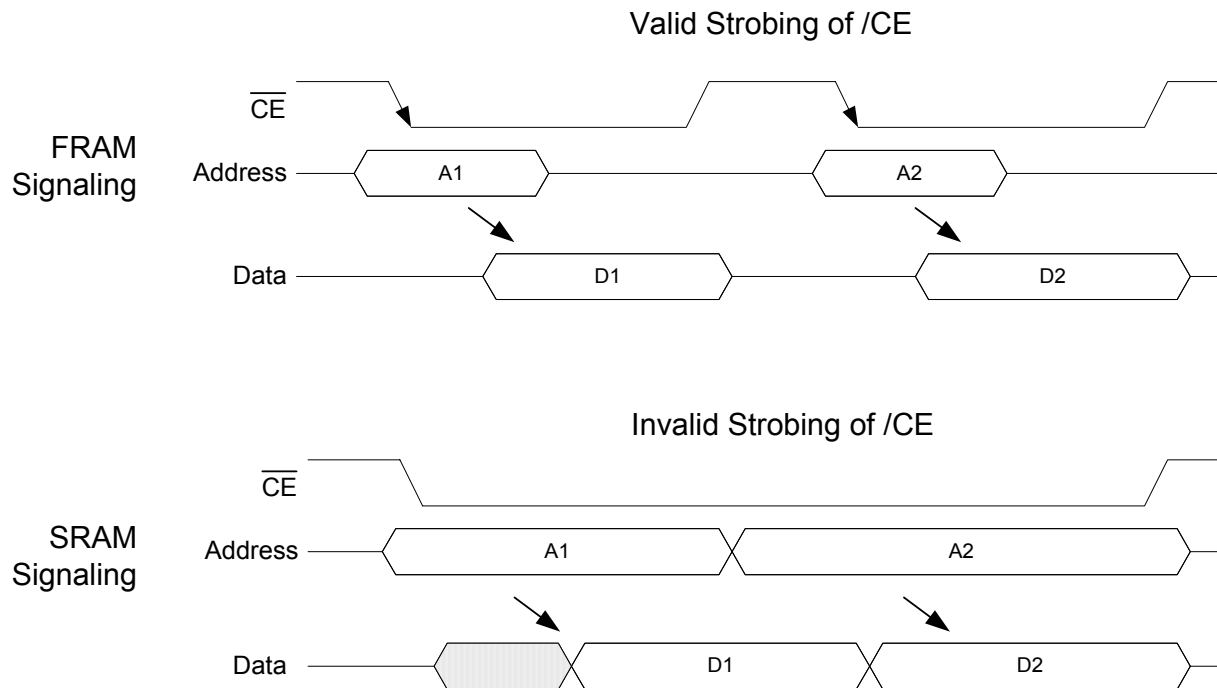 Valid Strobing of /CE
CE
FRAM
Signaling
Address
A1
A2
Data
D1
D2
Invalid Strobing of /CE
CE
SRAM
Signaling
Address
A1
A2
Data
D1
D2